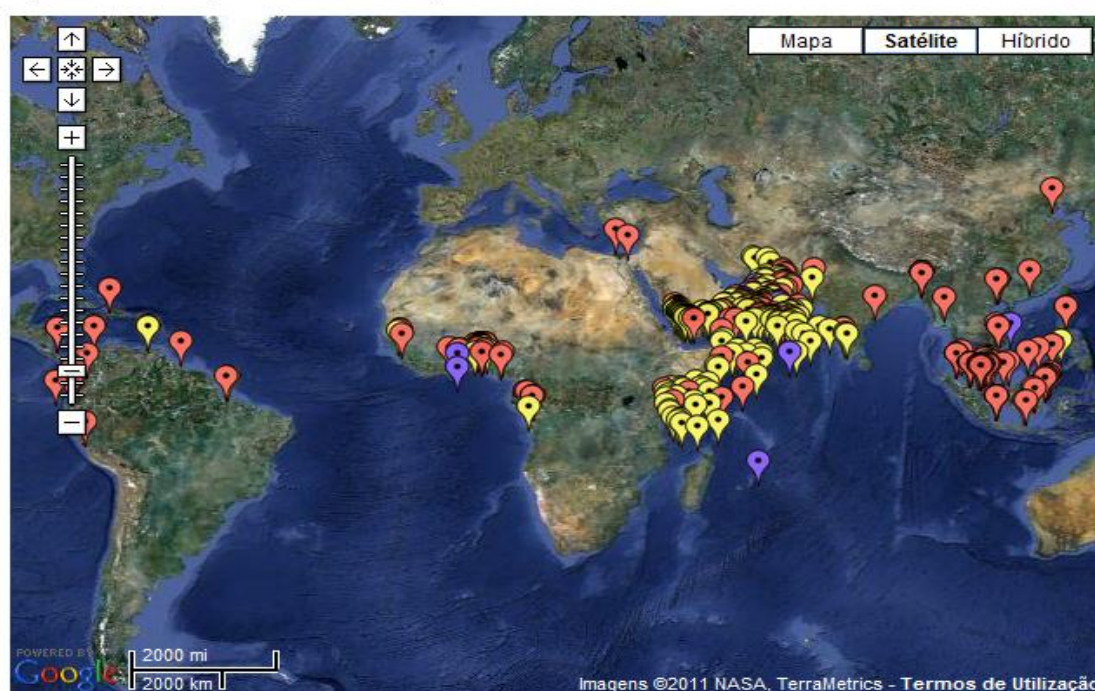 Mapa Satélite Híbrido
POWERED BY
Google
2000 mi
2000 km
Imagens ©2011 NASA, TerraMetrics - Termos de Utilização